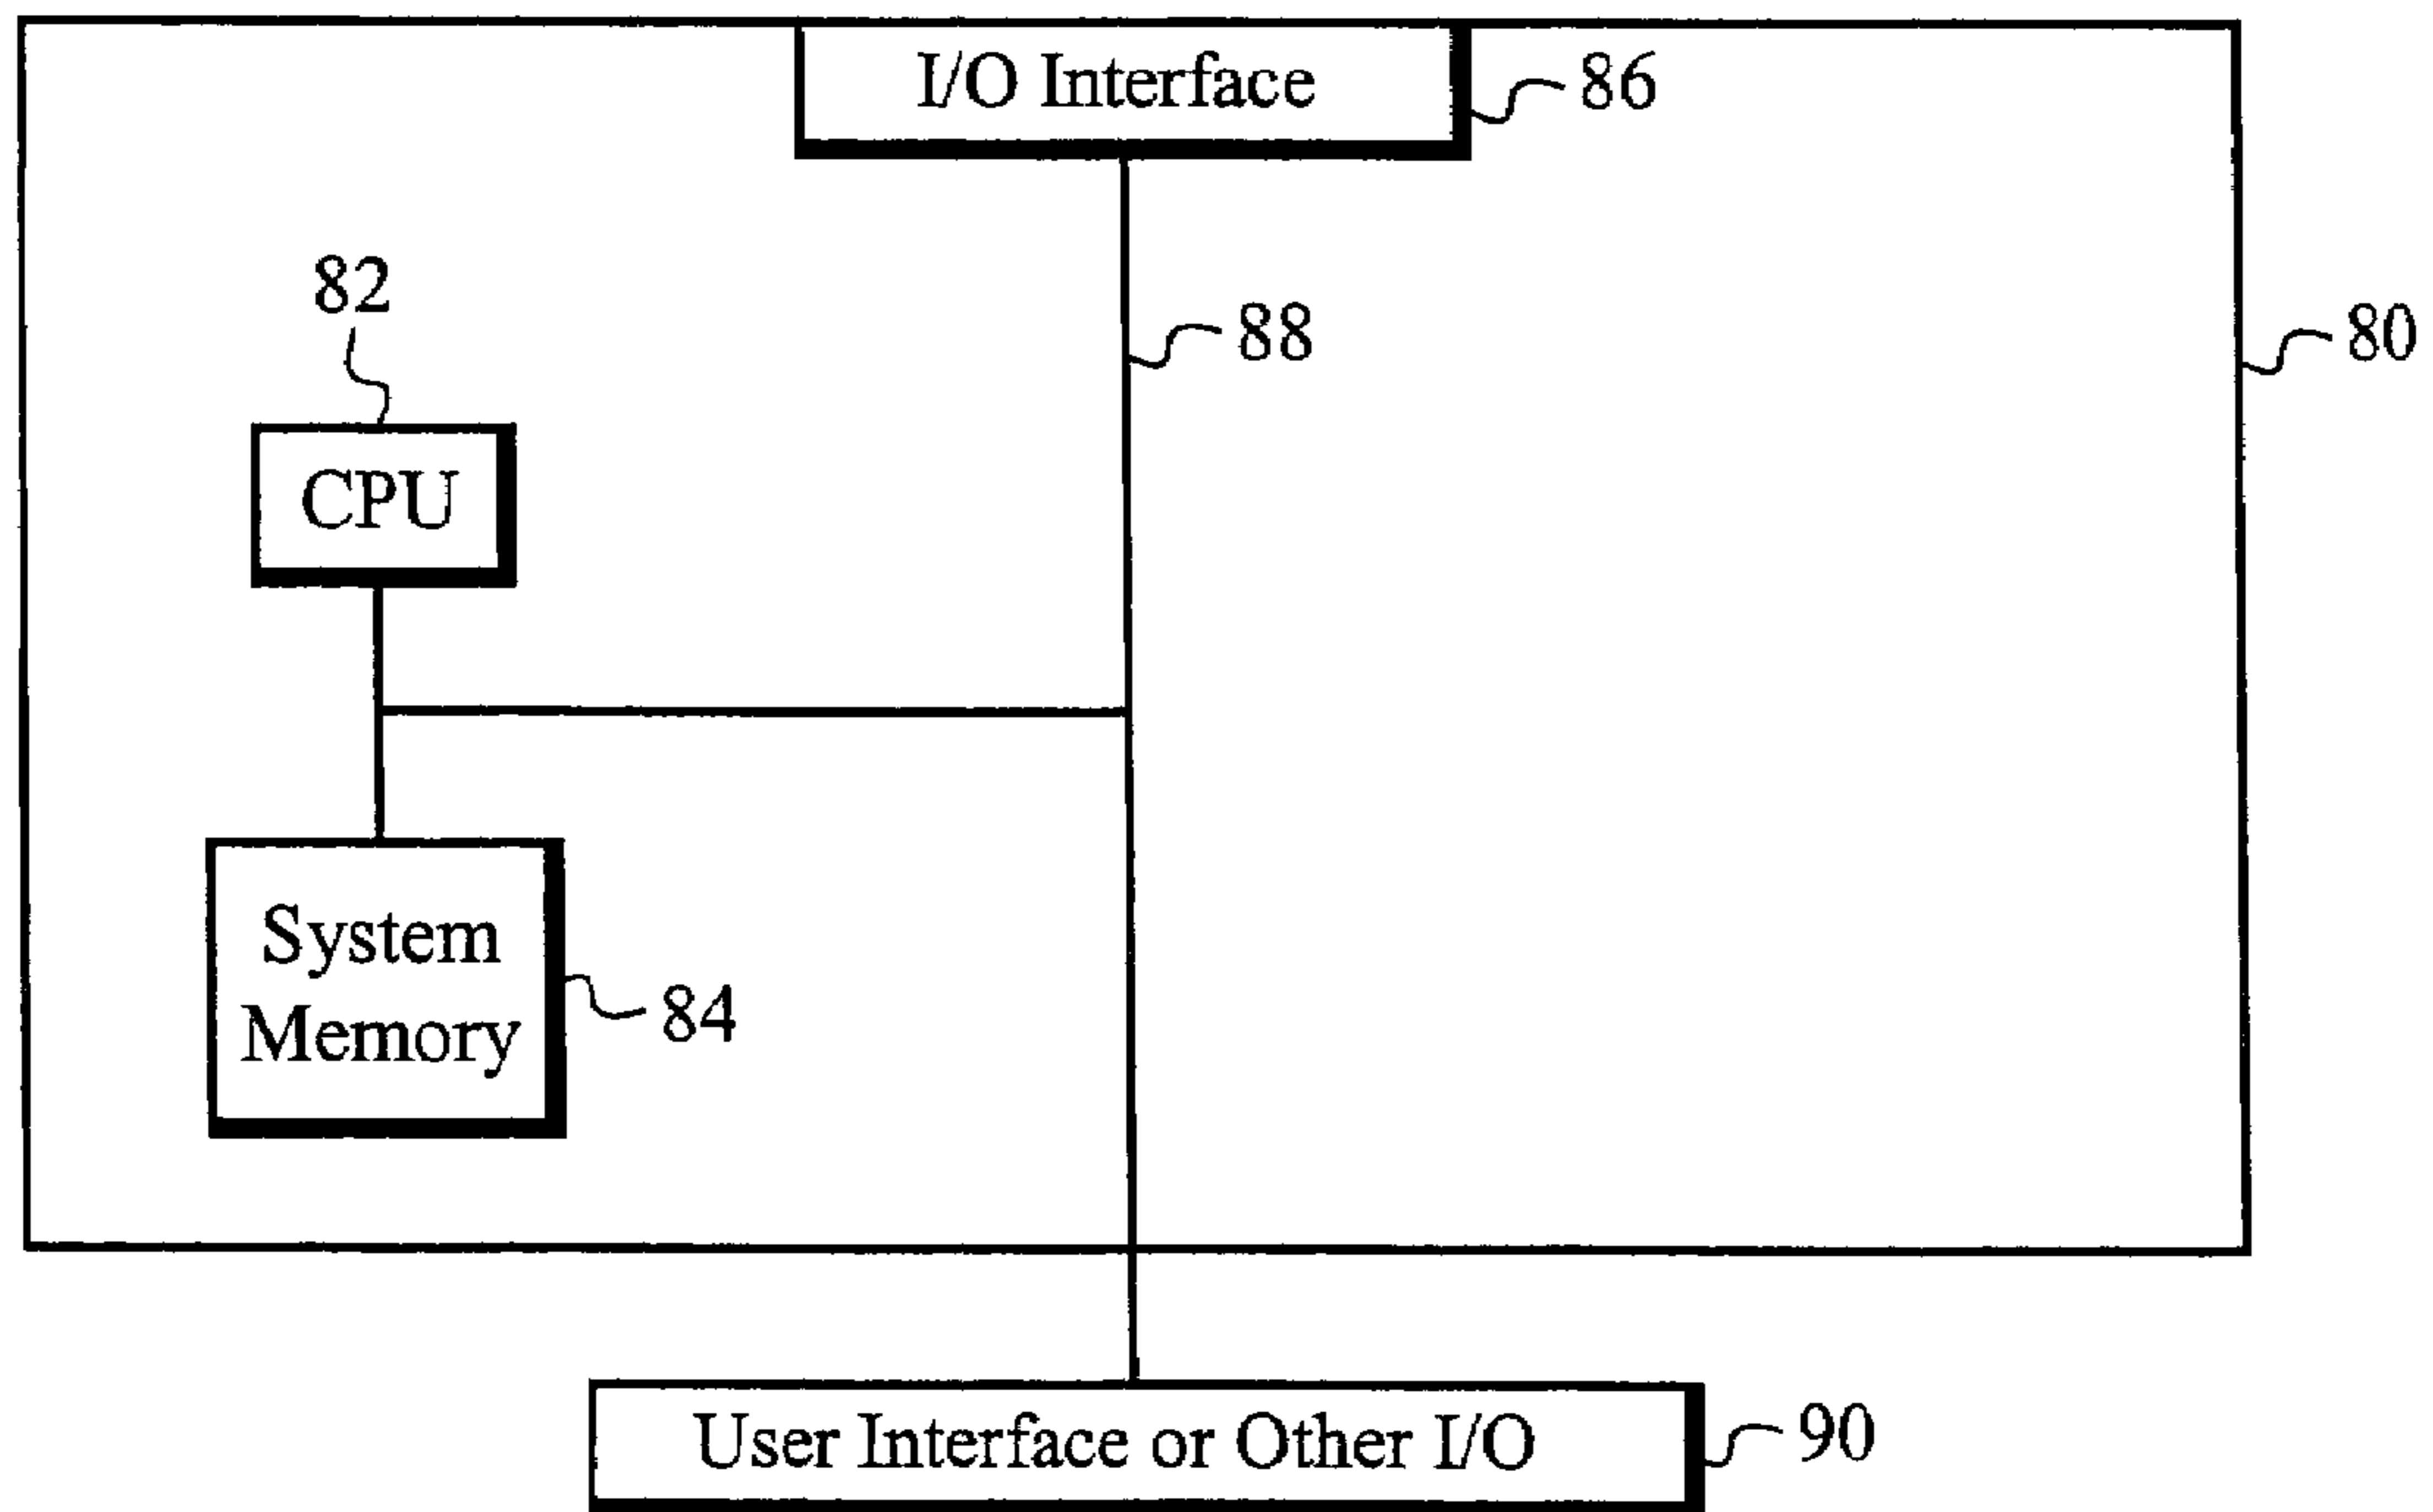 I/O Interface
86
82
88
80
CPU
System
Memory
84
User Interface or Other I/O
90